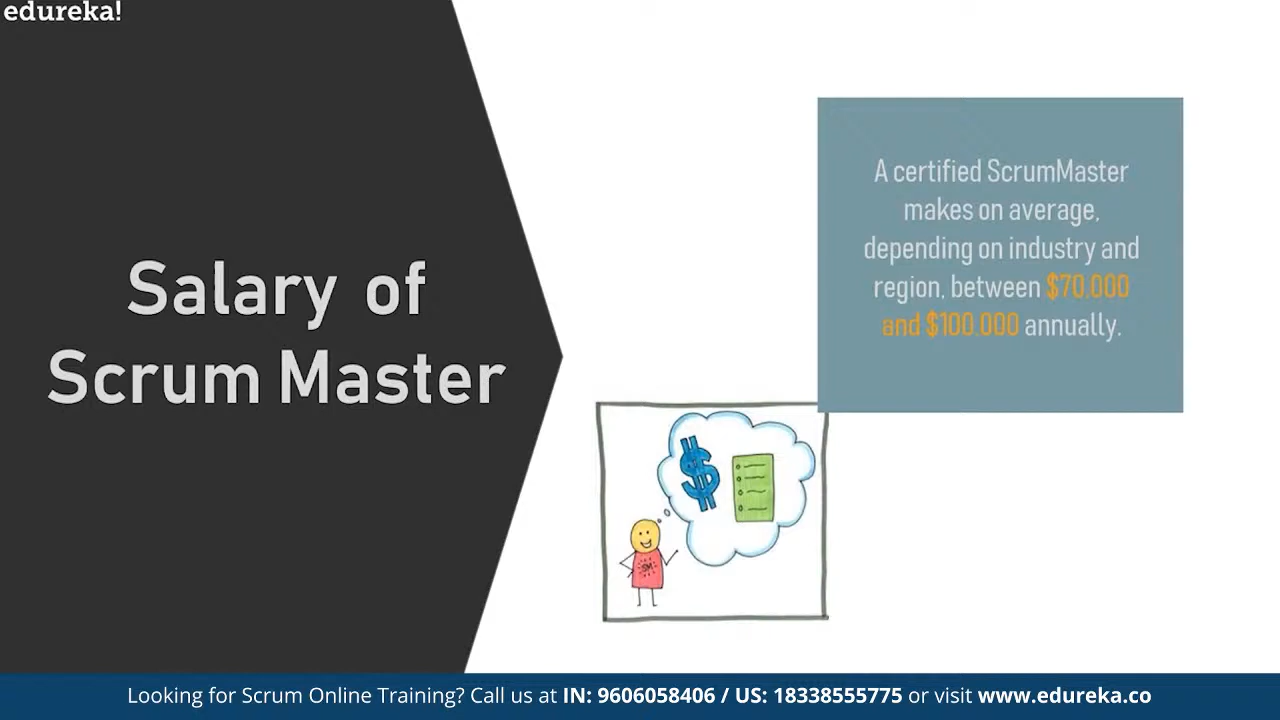 edureka!
Salary of
Scrum Master
A certified ScrumMaster
makes on average,
depending on industry and
region, between $70,000
and $100,000 annually.
SM
Looking for Scrum Online Training? Call us at IN: 9606058406 / US: 18338555775 or visit www.edureka.co